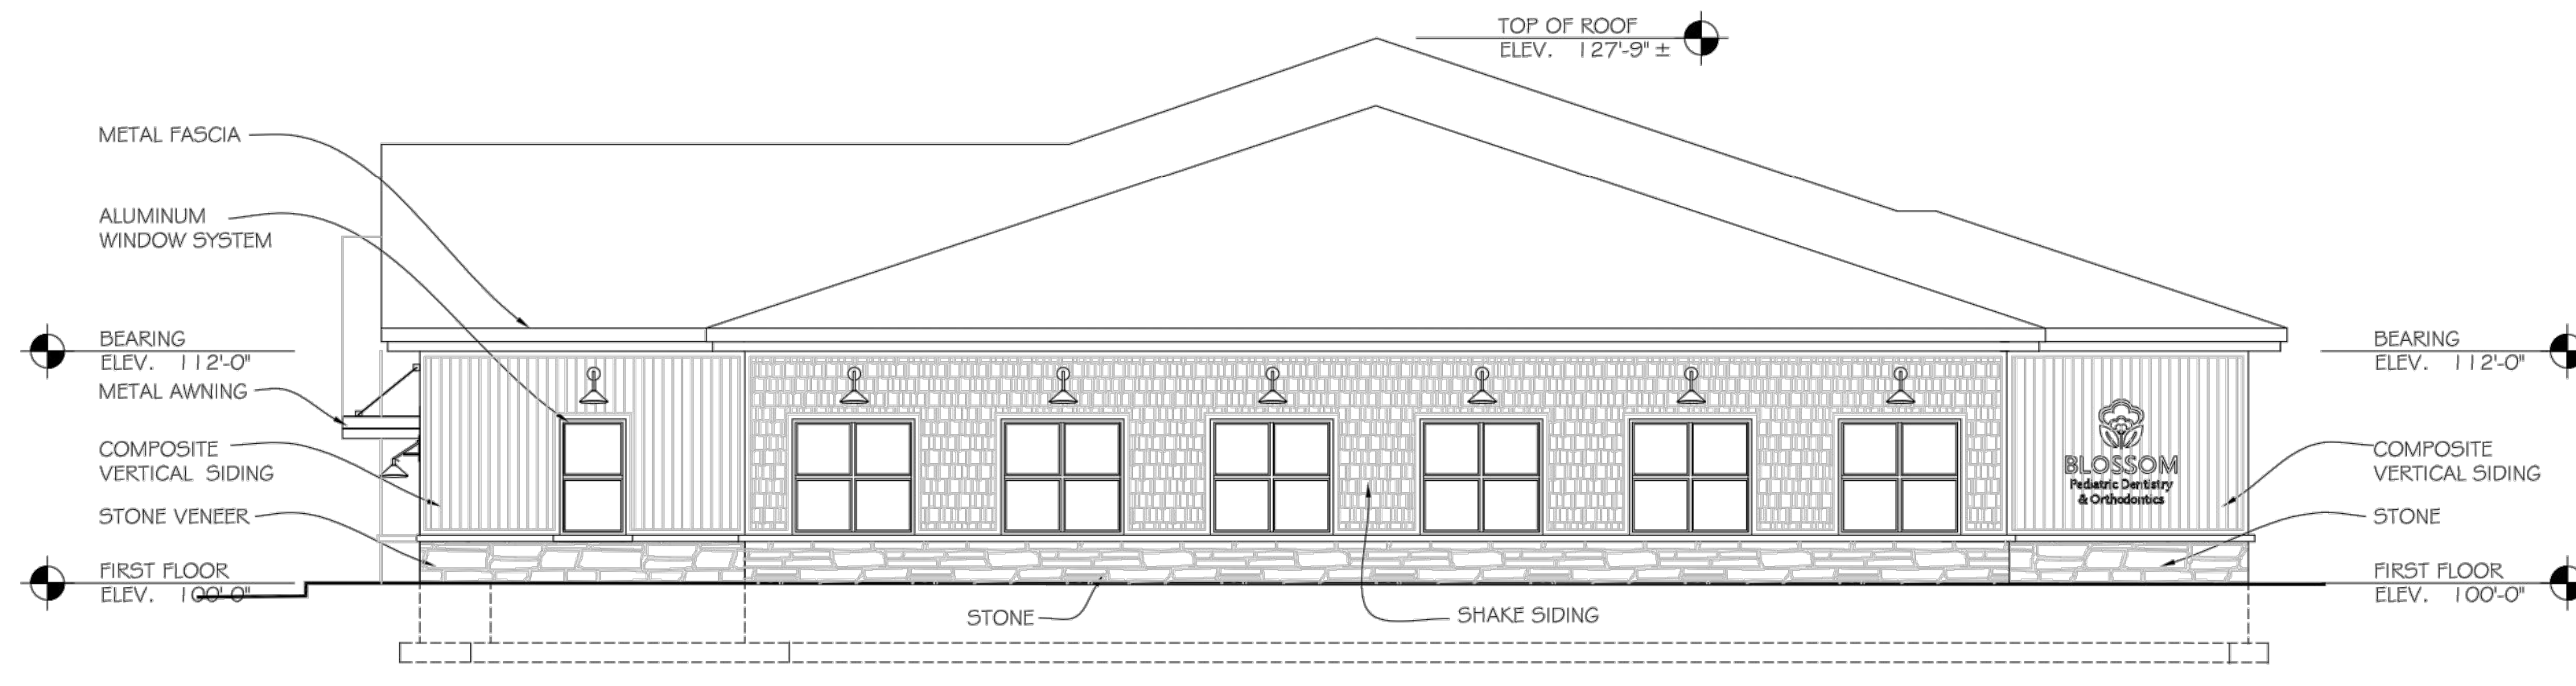 TOP OF ROOF
ELEV. 127'-9" ±
METAL FASCIA
ALUMINUM
WINDOW SYSTEM
BEARING
ELEV. 112'-0"
METAL AWNING
COMPOSITE
VERTICAL SIDING
STONE VENEER
FIRST FLOOR
ELEV. 100'-0"
STONE
SHAKE SIDING
BLOSSOM
Pediatric Dentistry
& Orthodontics
BEARING
ELEV. 112'-0"
COMPOSITE
VERTICAL SIDING
STONE
FIRST FLOOR
ELEV. 100'-0"